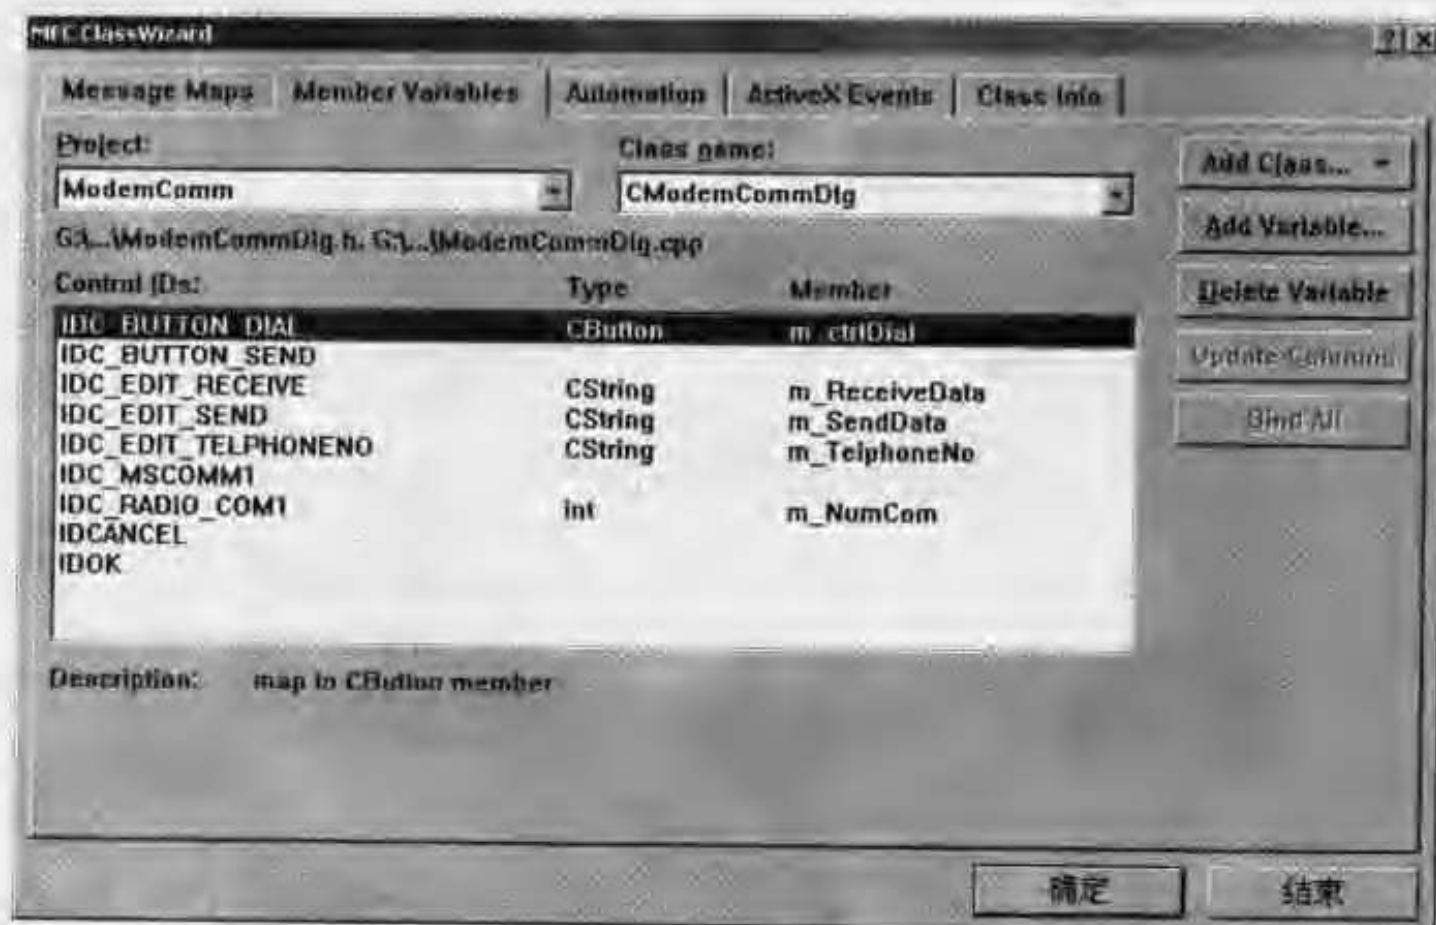 MFC ClassWizard
Message Maps Member Variables Automation ActiveX Events Class Info
Project: Class name:
ModemComm CModemCommDlg
Add Class...
G:\...\ModemCommDlg.h, G:\...\ModemCommDlg.cpp
Add Variable...
Control IDs: Type Member
Delete Variable
IDC_BUTTON_DIAL CButton m_ctrlDial
IDC_BUTTON_SEND
Update Columns
IDC_EDIT_RECEIVE CString m_ReceiveData
IDC_EDIT_SEND CString m_SendData
Bind All
IDC_EDIT_TELPHONENO CString m_TelphoneNo
IDC_MSCOMM1
IDC_RADIO_COM1 int m_NumCom
IDCANCEL
IDOK
Description: map to CButton member
确定 结束